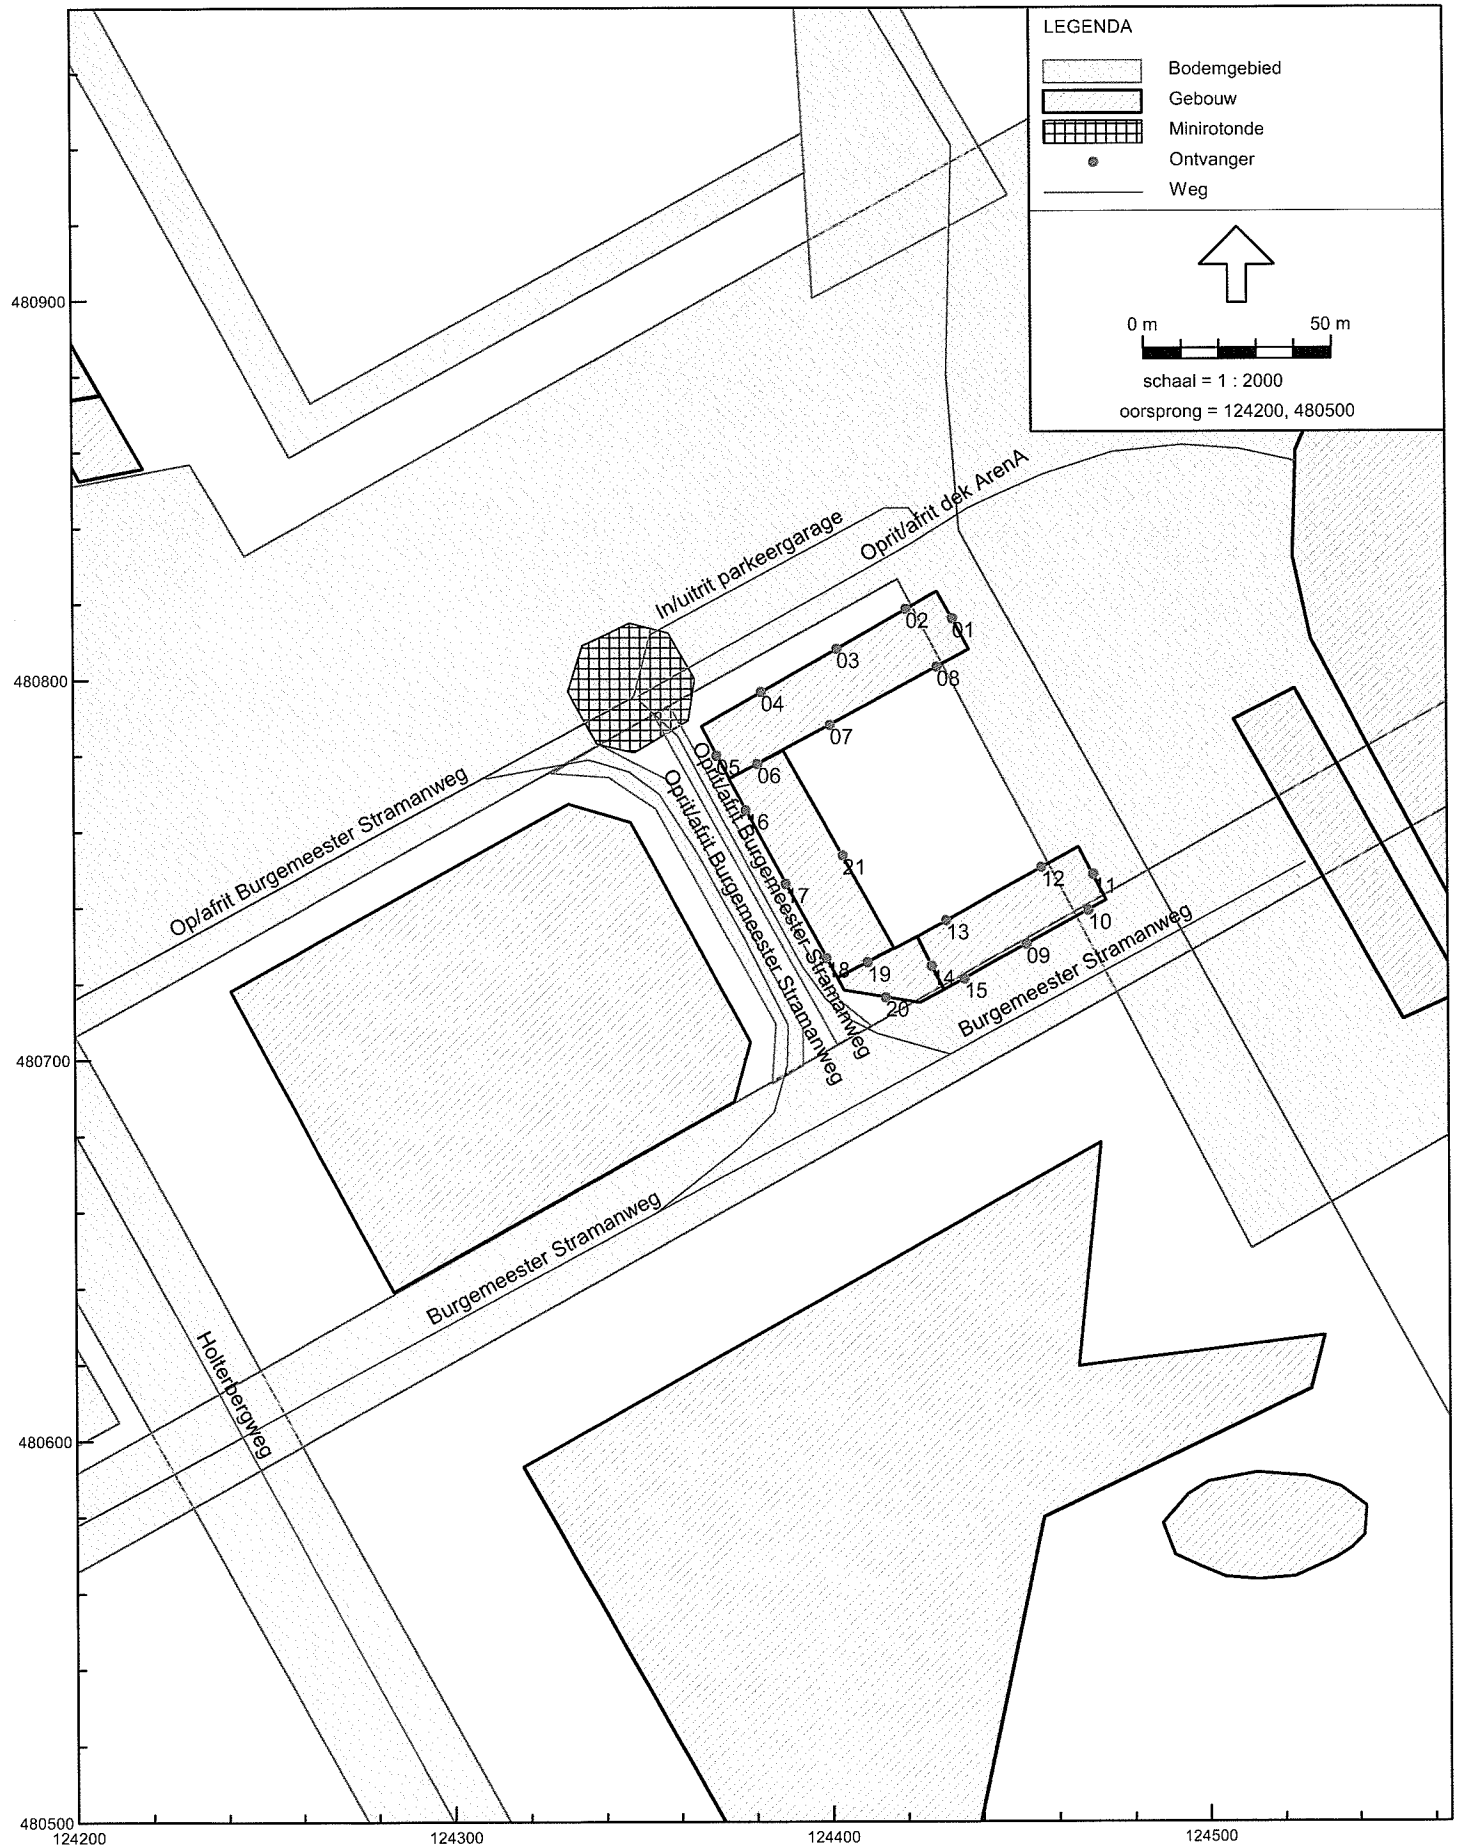 LEGENDA
Bodemgebied
Gebouw
Minirotonde
Ontvanger
Weg
0 m 50 m
schaal = 1 : 2000
oorsprong = 124200, 480500
480900
Oprit/afrit dek ArenA
In/uitrit parkeergarage
02
01
03
08
480800
04
07
05
06
Oprit/afrit Burgemeester Stramanweg
Oprit/afrit Burgemeester Stramanweg
Op/afrit Burgemeester Stramanweg
16
21
17
12
11
10
13
09
18
19
14
15
20
Burgemeester Stramanweg
480700
Burgemeester Stramanweg
Holterbergweg
480600
480500
124200
124300
124400
124500